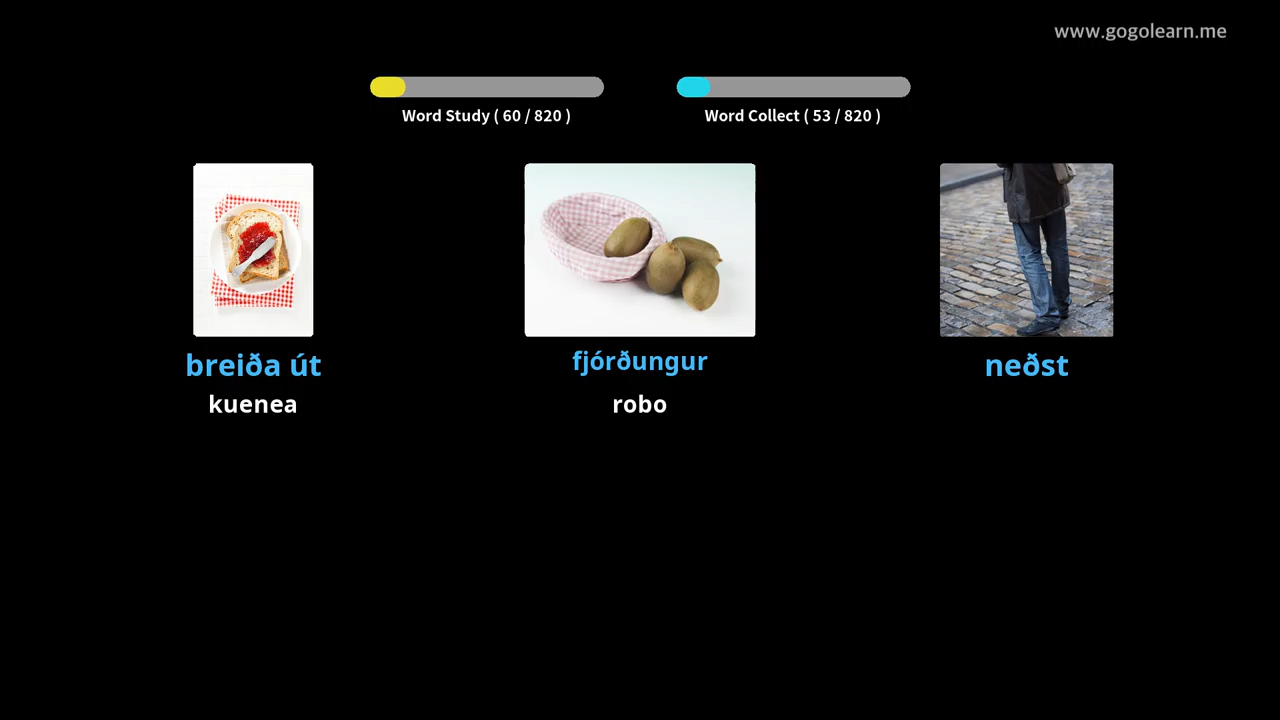 www.gogolearn.me
Word Study ( 60 / 820 )
Word Collect ( 53 / 820 )
breiða út
kuenea
fjórðungur
robo
neðst